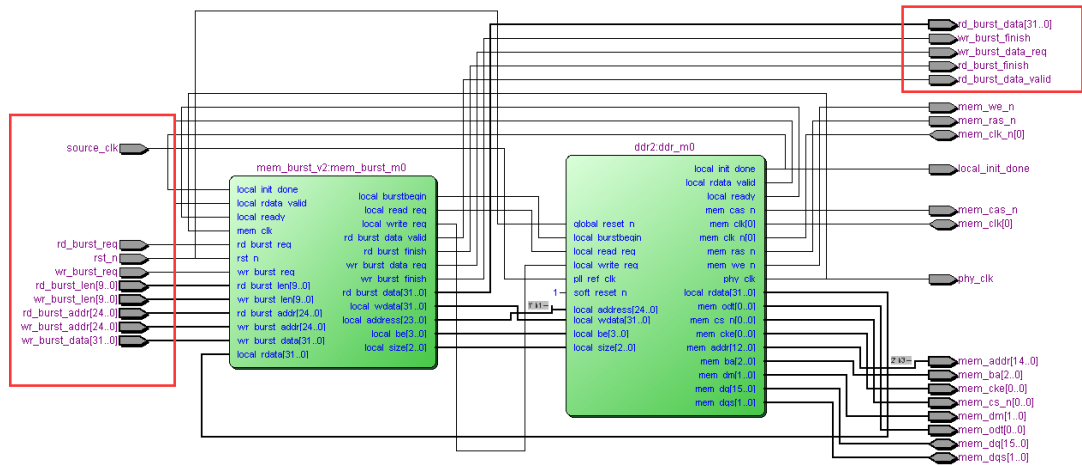 source_clk
rd_burst_req
rst_n
wr_burst_req
rd_burst_len[9..0]
wr_burst_len[9..0]
rd_burst_addr[24..0]
wr_burst_addr[24..0]
wr_burst_data[31..0]
mem_burst_v2:mem_burst_m0
local init_done
local rdata_valid
local ready
mem clk
rd burst req
rst n
wr burst req
rd burst len[9..0]
wr burst len[9..0]
rd burst addr[24..0]
wr burst addr[24..0]
wr burst data[31..0]
local rdata[31..0]
local burstbegin
local read req
local write req
rd burst data valid
rd burst finish
wr burst data req
wr burst finish
rd burst data[31..0]
local wdata[31..0]
local address[23..0]
local be[3..0]
local size[2..0]
ddr2:ddr_m0
global reset n
local burstbegin
local read req
local write req
pll ref clk
1
soft reset n
local address[24..0]
local wdata[31..0]
local be[3..0]
local size[2..0]
local init done
local rdata valid
local ready
mem cas n
mem clk[0]
mem clk n[0]
mem ras n
mem we n
phy clk
local rdata[31..0]
mem odt[0..0]
mem cs n[0..0]
mem cke[0..0]
mem addr[12..0]
mem ba[2..0]
mem dm[1..0]
mem dq[15..0]
mem dqs[1..0]
rd_burst_data[31..0]
wr_burst_finish
wr_burst_data_req
rd_burst_finish
rd_burst_data_valid
mem_we_n
mem_ras_n
mem_clk_n[0]
local_init_done
mem_cas_n
mem_clk[0]
phy_clk
mem_addr[14..0]
mem_ba[2..0]
mem_cke[0..0]
mem_cs_n[0..0]
mem_dm[1..0]
mem_odt[0..0]
mem_dq[15..0]
mem_dqs[1..0]